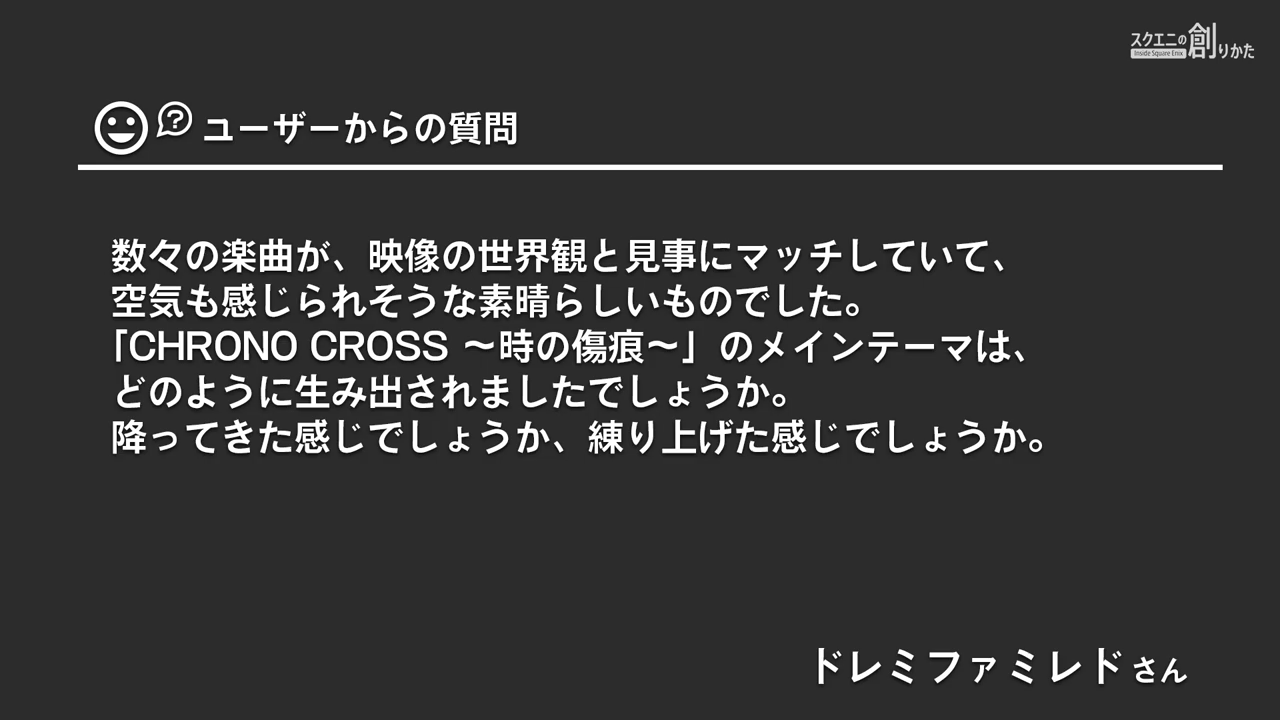 スクエニの創りかた
Inside Square Enix
ユーザーからの質問
数々の楽曲が、映像の世界観と見事にマッチしていて、
空気も感じられそうな素晴らしいものでした。
「CHRONO CROSS ～時の傷痕～」のメインテーマは、
どのように生み出されましたでしょうか。
降ってきた感じでしょうか、練り上げた感じでしょうか。
ドレミファミレドさん